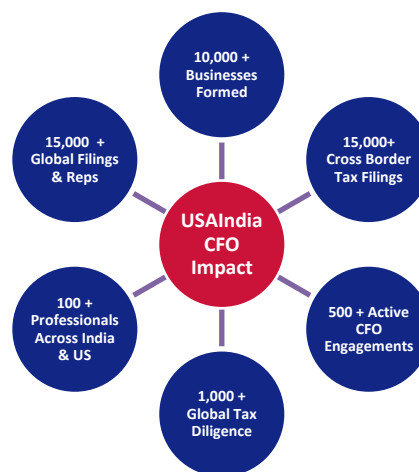 10,000 +
Businesses
Formed
15,000 +
Global Filings
& Reps
15,000+
Cross Border
Tax Filings
USAIndia
CFO
Impact
100 +
Professionals
Across India
& US
500 + Active
CFO
Engagements
1,000 +
Global Tax
Diligence